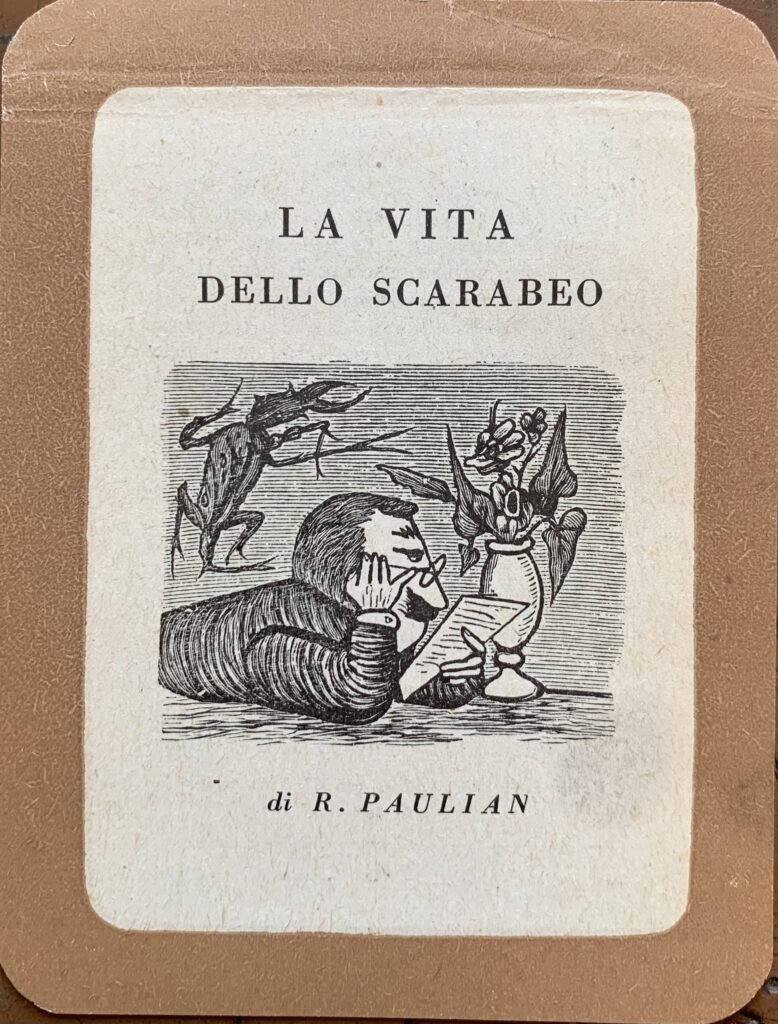 LA VITA
DELLO SCARABEO
di R. PAULIAN